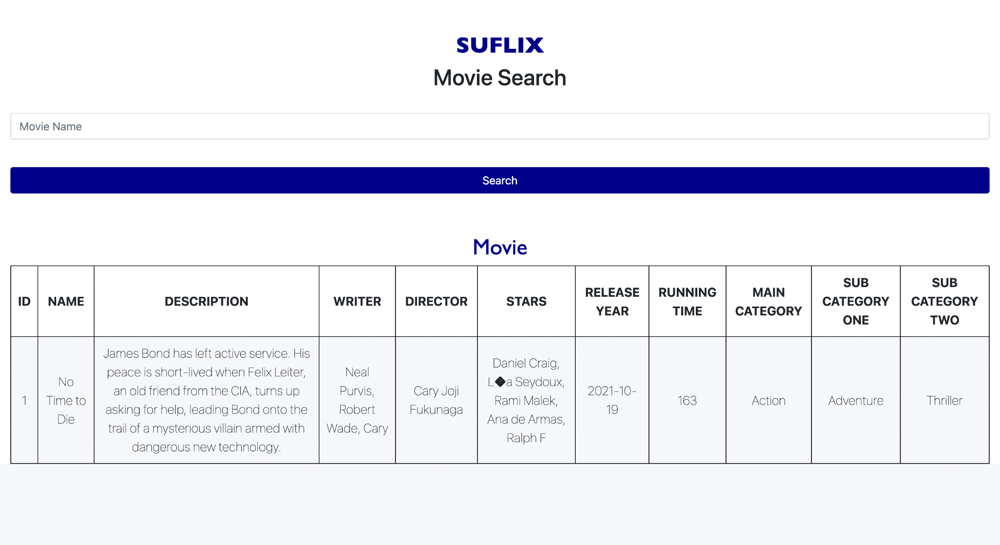 SUFLIX
Movie Search
Movie Name
Search
Movie
ID
NAME
DESCRIPTION
WRITER
DIRECTOR
STARS
RELEASE
YEAR
RUNNING
TIME
MAIN
CATEGORY
SUB
CATEGORY
ONE
SUB
CATEGORY
TWO
1
No
Time to
Die
James Bond has left active service. His
peace is short-lived when Felix Leiter,
an old friend from the CIA, turns up
asking for help, leading Bond onto the
trail of a mysterious villain armed with
dangerous new technology.
Neal
Purvis,
Robert
Wade, Cary
Cary Joji
Fukunaga
Daniel Craig,
L�a Seydoux,
Rami Malek,
Ana de Armas,
Ralph F
2021-10-
19
163
Action
Adventure
Thriller